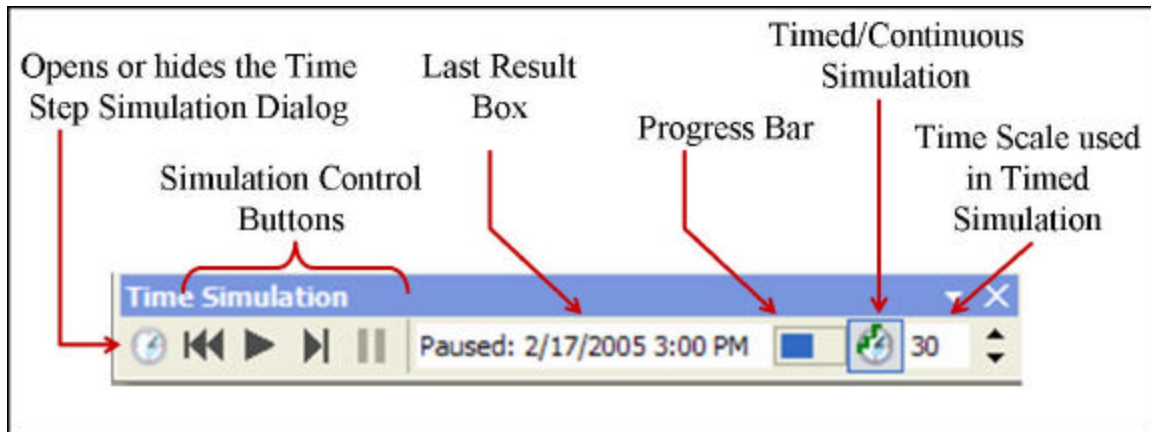 Opens or hides the Time
Step Simulation Dialog
Last Result
Box
Timed/Continuous
Simulation
Progress Bar
Time Scale used
in Timed
Simulation
Simulation Control
Buttons
Time Simulation
Paused: 2/17/2005 3:00 PM
30